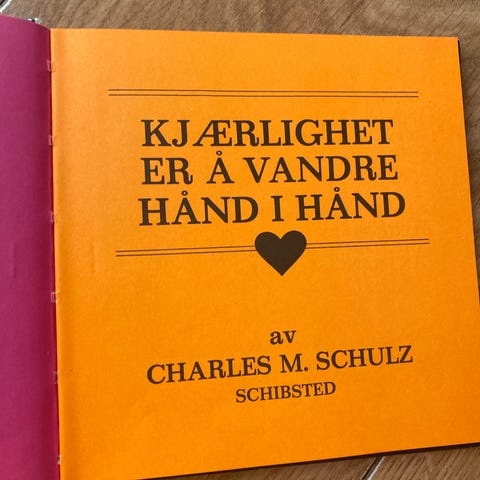 KJÆRLIGHET
ER Å VANDRE
HÅND I HÅND
av
CHARLES M. SCHULZ
SCHIBSTED